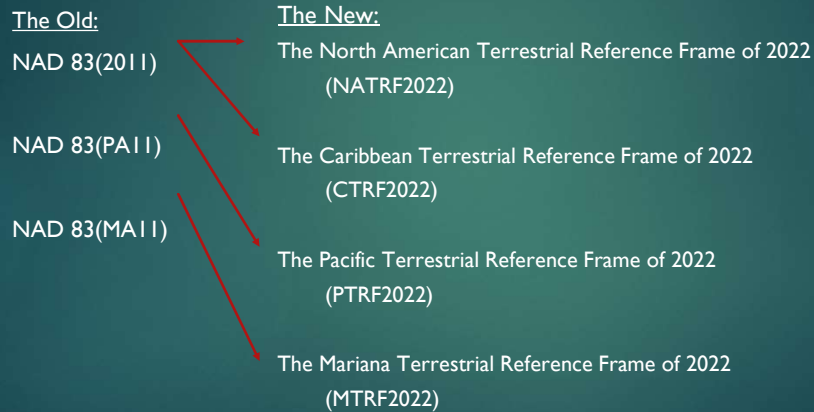 The Old:
NAD 83(2011)
NAD 83(PA11)
NAD 83(MA11)
The New:
The North American Terrestrial Reference Frame of 2022
(NATRF2022)
The Caribbean Terrestrial Reference Frame of 2022
(CTRF2022)
The Pacific Terrestrial Reference Frame of 2022
(PTRF2022)
The Mariana Terrestrial Reference Frame of 2022
(MTRF2022)